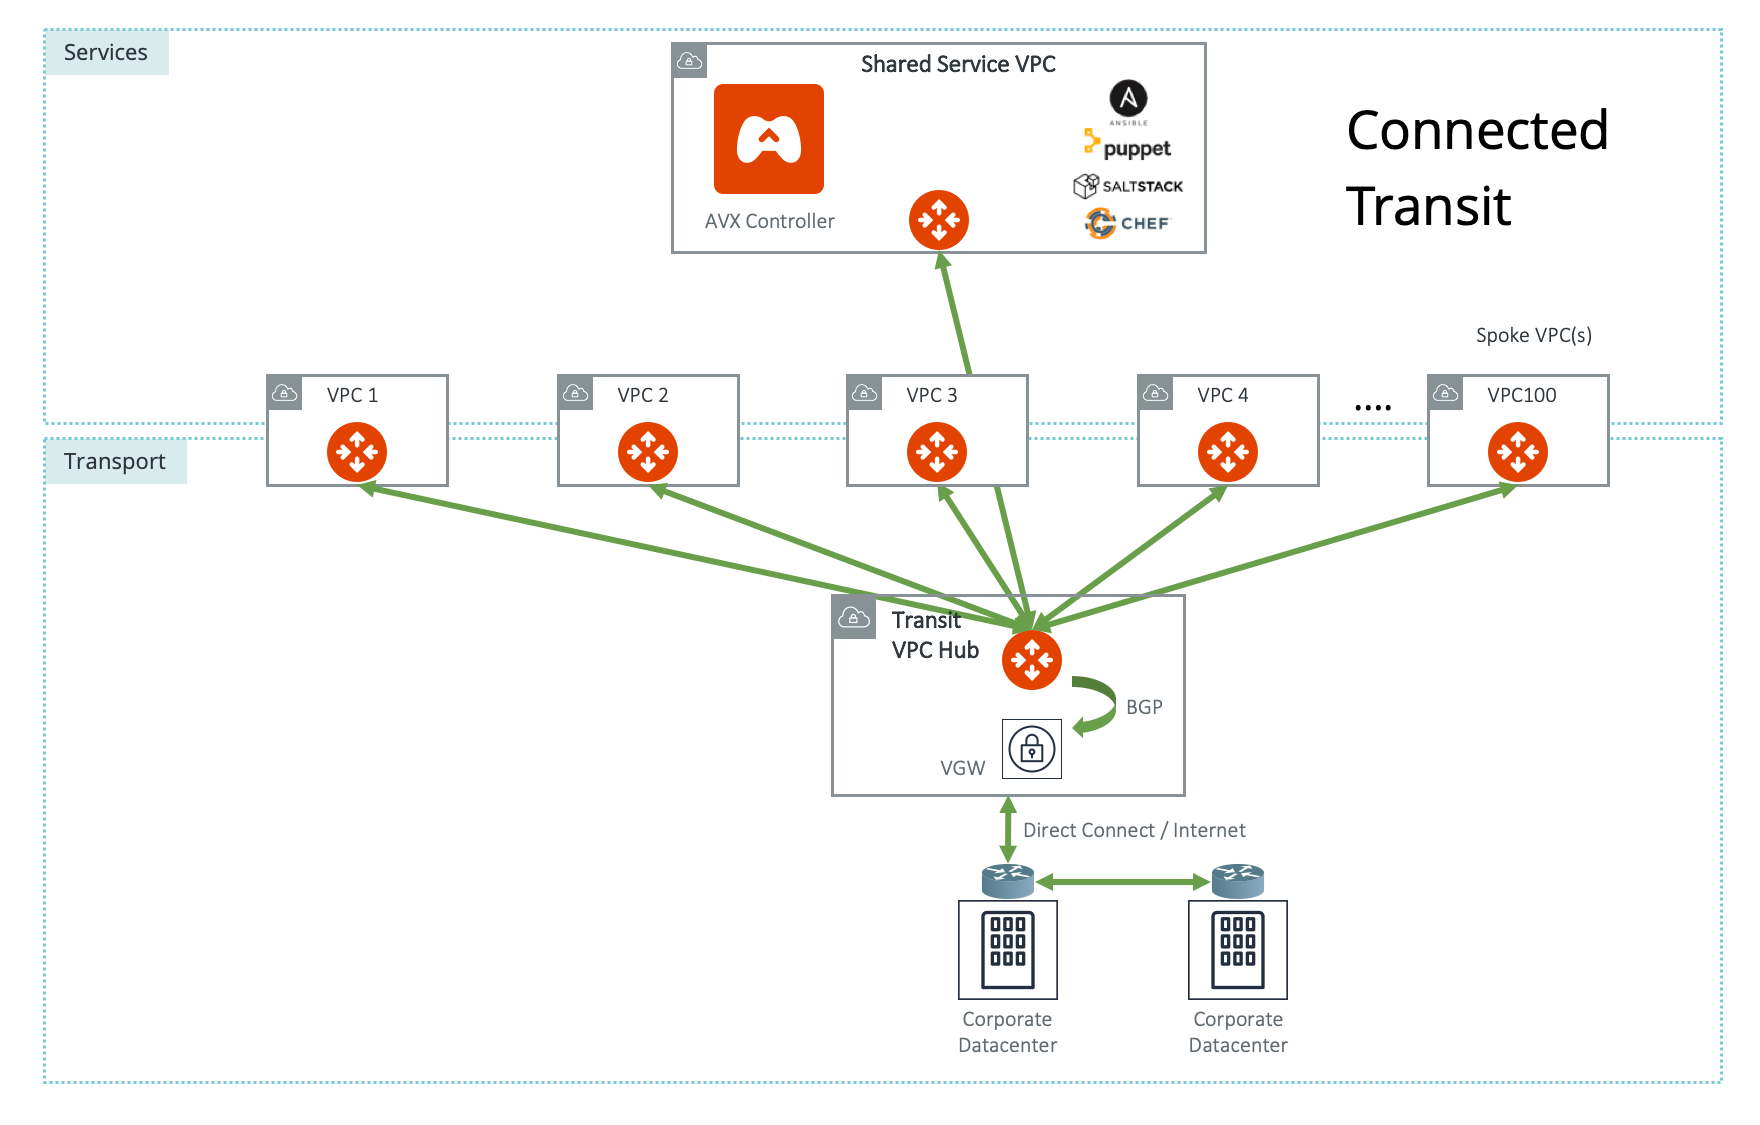 Services
Shared Service VPC
Connected
Transit
ANSIBLE
puppet
SALTSTACK
CHEF
AVX Controller
Spoke VPC(s)
VPC 1
VPC 2
VPC 3
VPC 4
....
VPC100
Transport
Transit
VPC Hub
BGP
VGW
Direct Connect / Internet
Corporate
Datacenter
Corporate
Datacenter